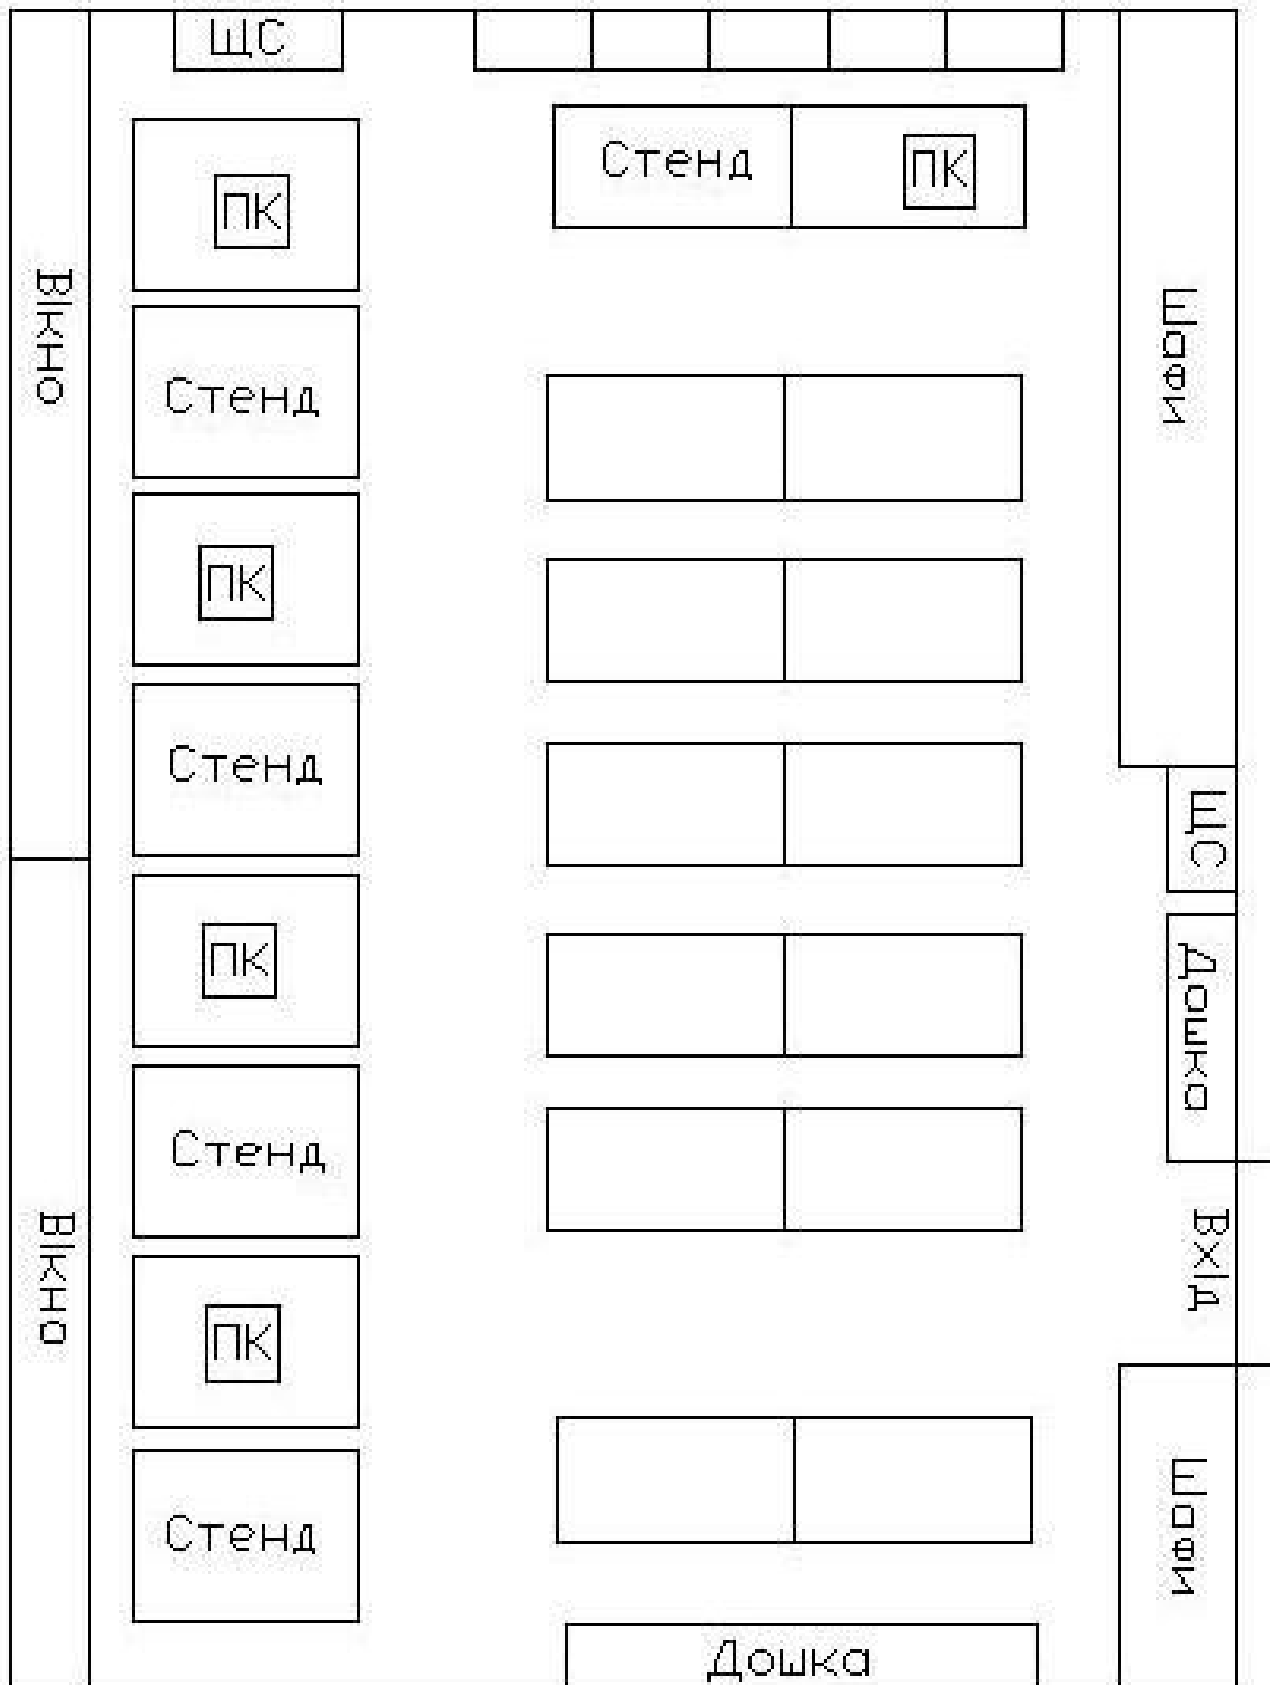 ЩС
Стенд
ПК
ПК
Вікно
Шафи
Стенд
ПК
Стенд
ЩС
ПК
Дошка
Стенд
Вікно
Вхід
ПК
Стенд
Шафи
Дошка